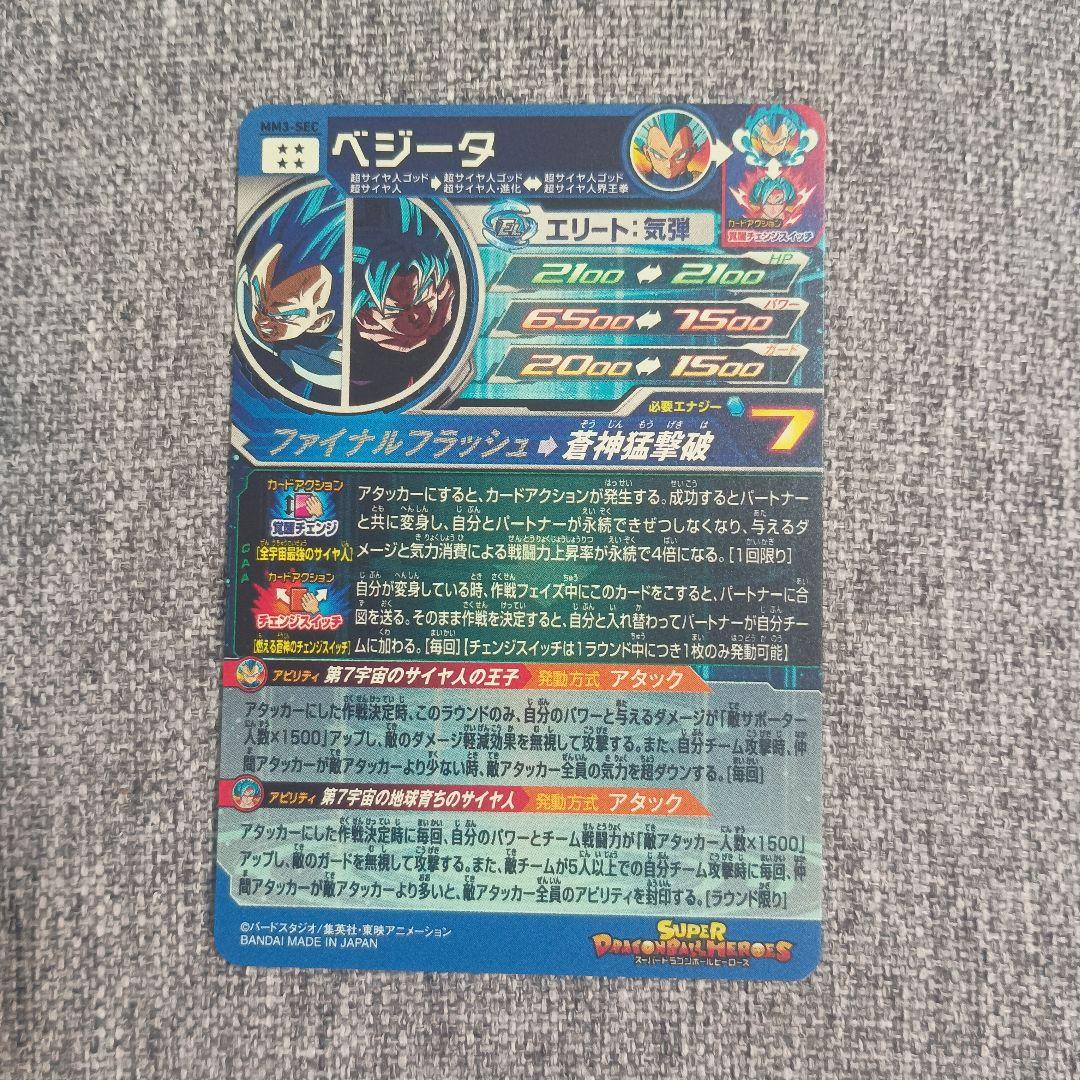 MM3-SEC
★★
★★
ベジータ
超サイヤ人ゴッド
超サイヤ人
超サイヤ人ゴッド
超サイヤ人・進化
超サイヤ人ゴッド
超サイヤ人界王拳
カードアクション
覚醒チェンジスイッチ
エリート:気弾
HP
2100 2100
パワー
6500 7500
ガード
2000 1500
必要エナジー 7
ファイナルフラッシュ➡蒼神猛撃破
カードアクション
覚醒チェンジ
[全宇宙最強のサイヤ人]
アタッカーにすると、カードアクションが発生する。成功するとパートナー
と共に変身し、自分とパートナーが永続できぜつしなくなり、与えるダ
メージと気力消費による戦闘力上昇率が永続で4倍になる。[1回限り]
CAA
カードアクション
チェンジスイッチ
[燃える蒼神のチェンジスイッチ]
自分が変身している時、作戦フェイズ中にこのカードをこすると、パートナーに合
図を送る。そのまま作戦を決定すると、自分と入れ替わってパートナーが自分チー
ムに加わる。[毎回]【チェンジスイッチは1ラウンド中につき1枚のみ発動可能】
アビリティ 第7宇宙のサイヤ人の王子 発動方式 アタック
アタッカーにした作戦決定時、このラウンドのみ、自分のパワーと与えるダメージが「敵サポーター
人数×1500」アップし、敵のダメージ軽減効果を無視して攻撃する。また、自分チーム攻撃時、仲
間アタッカーが敵アタッカーより少ない時、敵アタッカー全員の気力を超ダウンする。[毎回]
アビリティ 第7宇宙の地球育ちのサイヤ人 発動方式 アタック
アタッカーにした作戦決定時に毎回、自分のパワーとチーム戦闘力が「敵アタッカー人数×1500」
アップし、敵のガードを無視して攻撃する。また、敵チームが5人以上での自分チーム攻撃時に毎回、仲
間アタッカーが敵アタッカーより多いと、敵アタッカー全員のアビリティを封印する。[ラウンド限り]
©バードスタジオ/集英社・東映アニメーション
BANDAI MADE IN JAPAN
SUPER
DRAGONBALL HEROES
スーパードラゴンボールヒーローズ